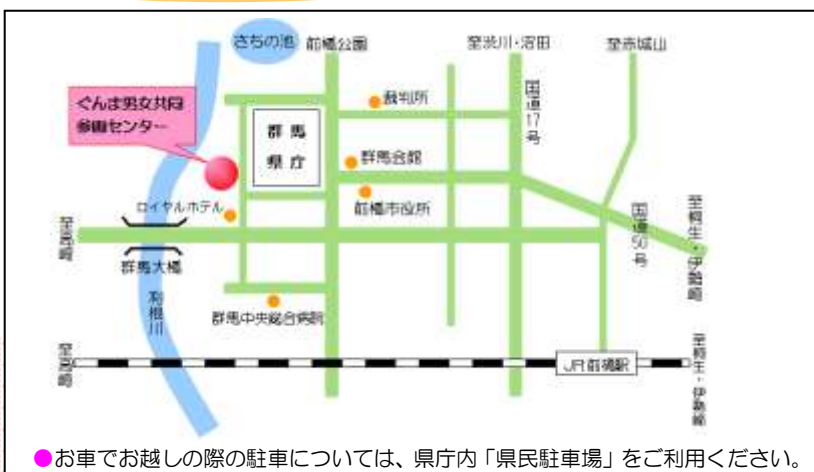 さちの池
前橋公園
至渋川・沼田
至赤城山
ぐんま男女共同
参画センター
裁判所
国道17号
群馬
県庁
群馬会館
ロイヤルホテル
前橋市役所
国道50号
至桐生・伊勢崎
至高崎
群馬大橋
利根川
群馬中央総合病院
至高崎
JR前橋駅
至桐生・伊勢崎
●お車でお越しの際の駐車については、県庁内「県民駐車場」をご利用ください。